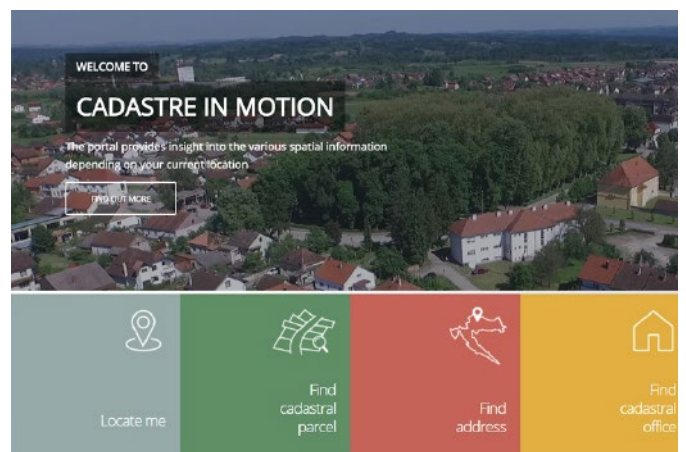 WELCOME TO
CADASTRE IN MOTION
The portal provides insight into the various spatial information
depending on your current location
FIND OUT MORE
Locate me
Find
cadastral
parcel
Find
address
Find
cadastral
office